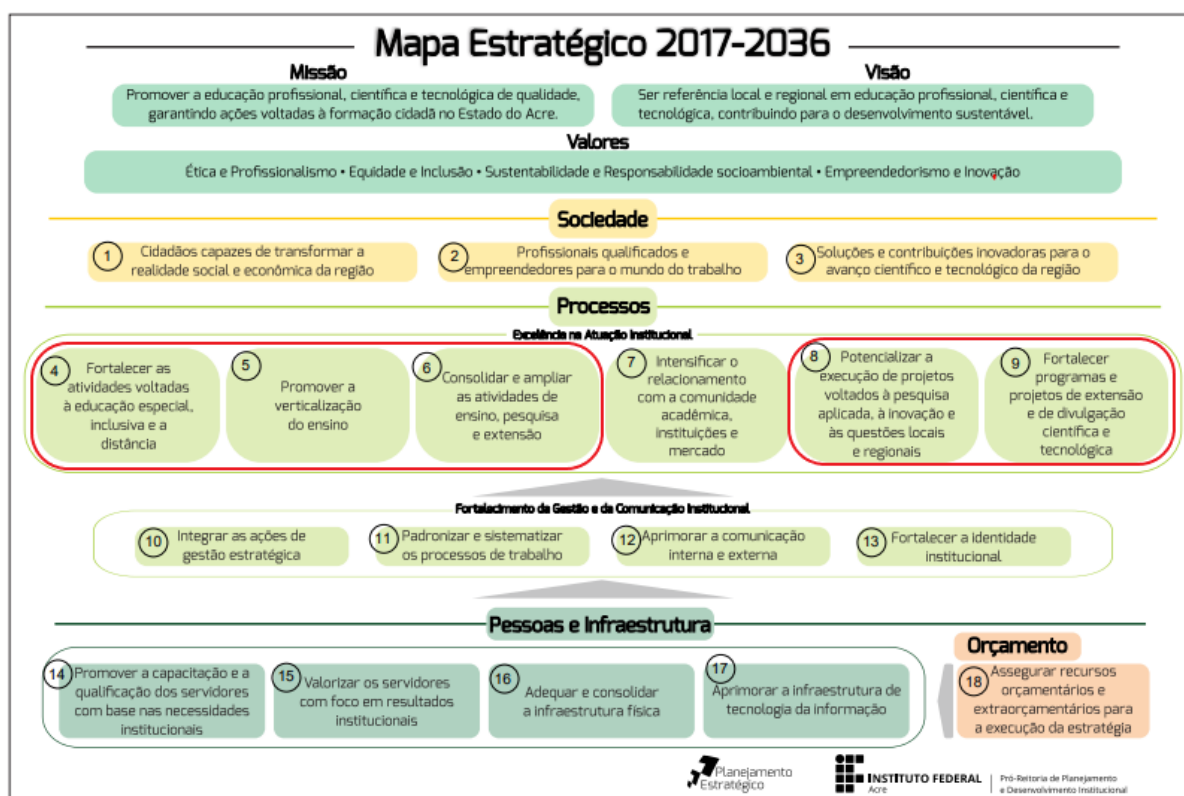 Mapa Estratégico 2017-2036
Missão
Promover a educação profissional, científica e tecnológica de qualidade,
garantindo ações voltadas à formação cidadã no Estado do Acre.
Visão
Ser referência local e regional em educação profissional, científica e
tecnológica, contribuindo para o desenvolvimento sustentável.
Valores
Ética e Profissionalismo • Equidade e Inclusão • Sustentabilidade e Responsabilidade socioambiental • Empreendedorismo e Inovação
Sociedade
1
Cidadãos capazes de transformar a
realidade social e econômica da região
2
Profissionais qualificados e
empreendedores para o mundo do trabalho
3
Soluções e contribuições inovadoras para o
avanço científico e tecnológico da região
Processos
Excelência na Atuação Institucional
4
Fortalecer as
atividades voltadas
à educação especial,
inclusiva e a
distância
5
Promover a
verticalização
do ensino
6
Consolidar e ampliar
as atividades de
ensino, pesquisa
e extensão
7
Intensificar o
relacionamento
com a comunidade
acadêmica,
instituições e
mercado
8
Potencializar a
execução de projetos
voltados à pesquisa
aplicada, à inovação e
às questões locais
e regionais
9
Fortalecer
programas e
projetos de extensão
e de divulgação
científica e
tecnológica
Fortalecimento da Gestão e da Comunicação Institucional
10
Integrar as ações de
gestão estratégica
11
Padronizar e sistematizar
os processos de trabalho
12
Aprimorar a comunicação
interna e externa
13
Fortalecer a identidade
institucional
Pessoas e Infraestrutura
14
Promover a capacitação e a
qualificação dos servidores
com base nas necessidades
institucionais
15
Valorizar os servidores
com foco em resultados
institucionais
16
Adequar e consolidar
a infraestrutura física
17
Aprimorar a infraestrutura de
tecnologia da informação
Orçamento
18
Assegurar recursos
orçamentários e
extraorçamentários para
a execução da estratégia
Planejamento
Estratégico
INSTITUTO FEDERAL
Acre
Pró-Reitoria de Planejamento
e Desenvolvimento Institucional